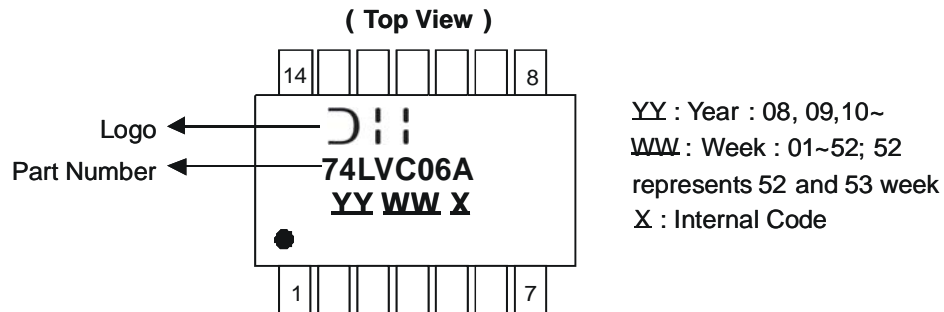 ( Top View )
14
8
Logo
Part Number
74LVC06A
YY WW X
1
7
YY : Year : 08, 09,10~
WW : Week : 01~52; 52
represents 52 and 53 week
X : Internal Code